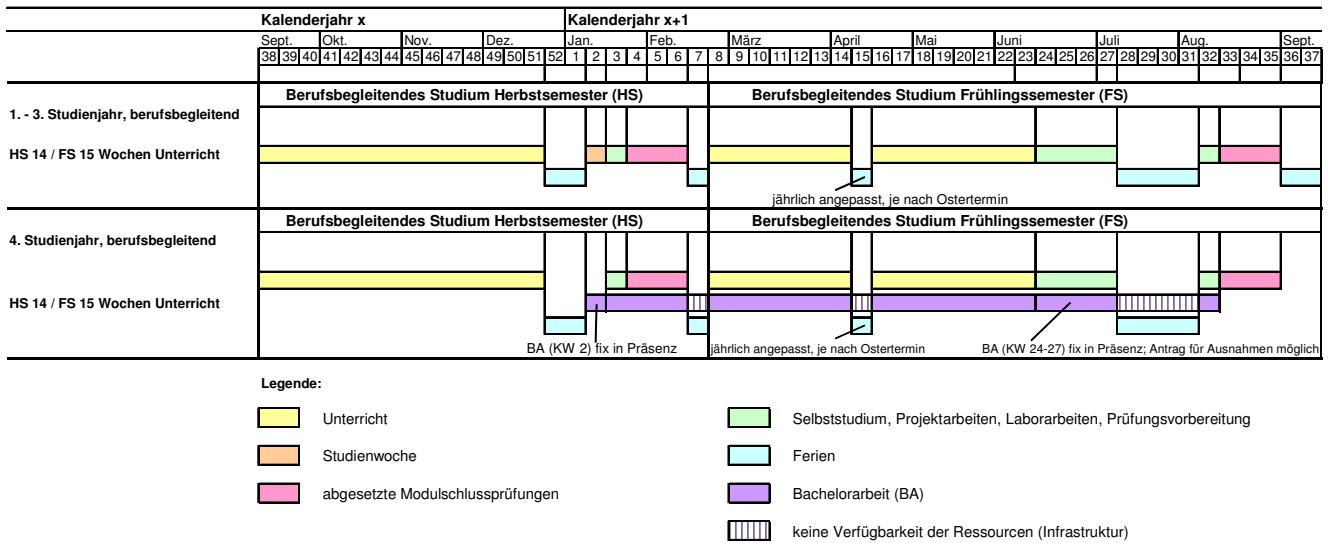 Kalenderjahr x Kalenderjahr x+1
Sept. Okt. Nov. Dez. Jan. Feb. März April Mai Juni Juli Aug. Sept.
38 39 40 41 42 43 44 45 46 47 48 49 50 51 52 1 2 3 4 5 6 7 8 9 10 11 12 13 14 15 16 17 18 19 20 21 22 23 24 25 26 27 28 29 30 31 32 33 34 35 36 37
Berufsbegleitendes Studium Herbstsemester (HS) Berufsbegleitendes Studium Frühlingssemester (FS)
1. - 3. Studienjahr, berufsbegleitend
HS 14 / FS 15 Wochen Unterricht
jährlich angepasst, je nach Ostertermin
Berufsbegleitendes Studium Herbstsemester (HS) Berufsbegleitendes Studium Frühlingssemester (FS)
4. Studienjahr, berufsbegleitend
HS 14 / FS 15 Wochen Unterricht
BA (KW 2) fix in Präsenz jährlich angepasst, je nach Ostertermin BA (KW 24-27) fix in Präsenz; Antrag für Ausnahmen möglich
Legende:
Unterricht Selbststudium, Projektarbeiten, Laborarbeiten, Prüfungsvorbereitung
Studienwoche Ferien
abgesetzte Modulschlussprüfungen Bachelorarbeit (BA)
keine Verfügbarkeit der Ressourcen (Infrastruktur)